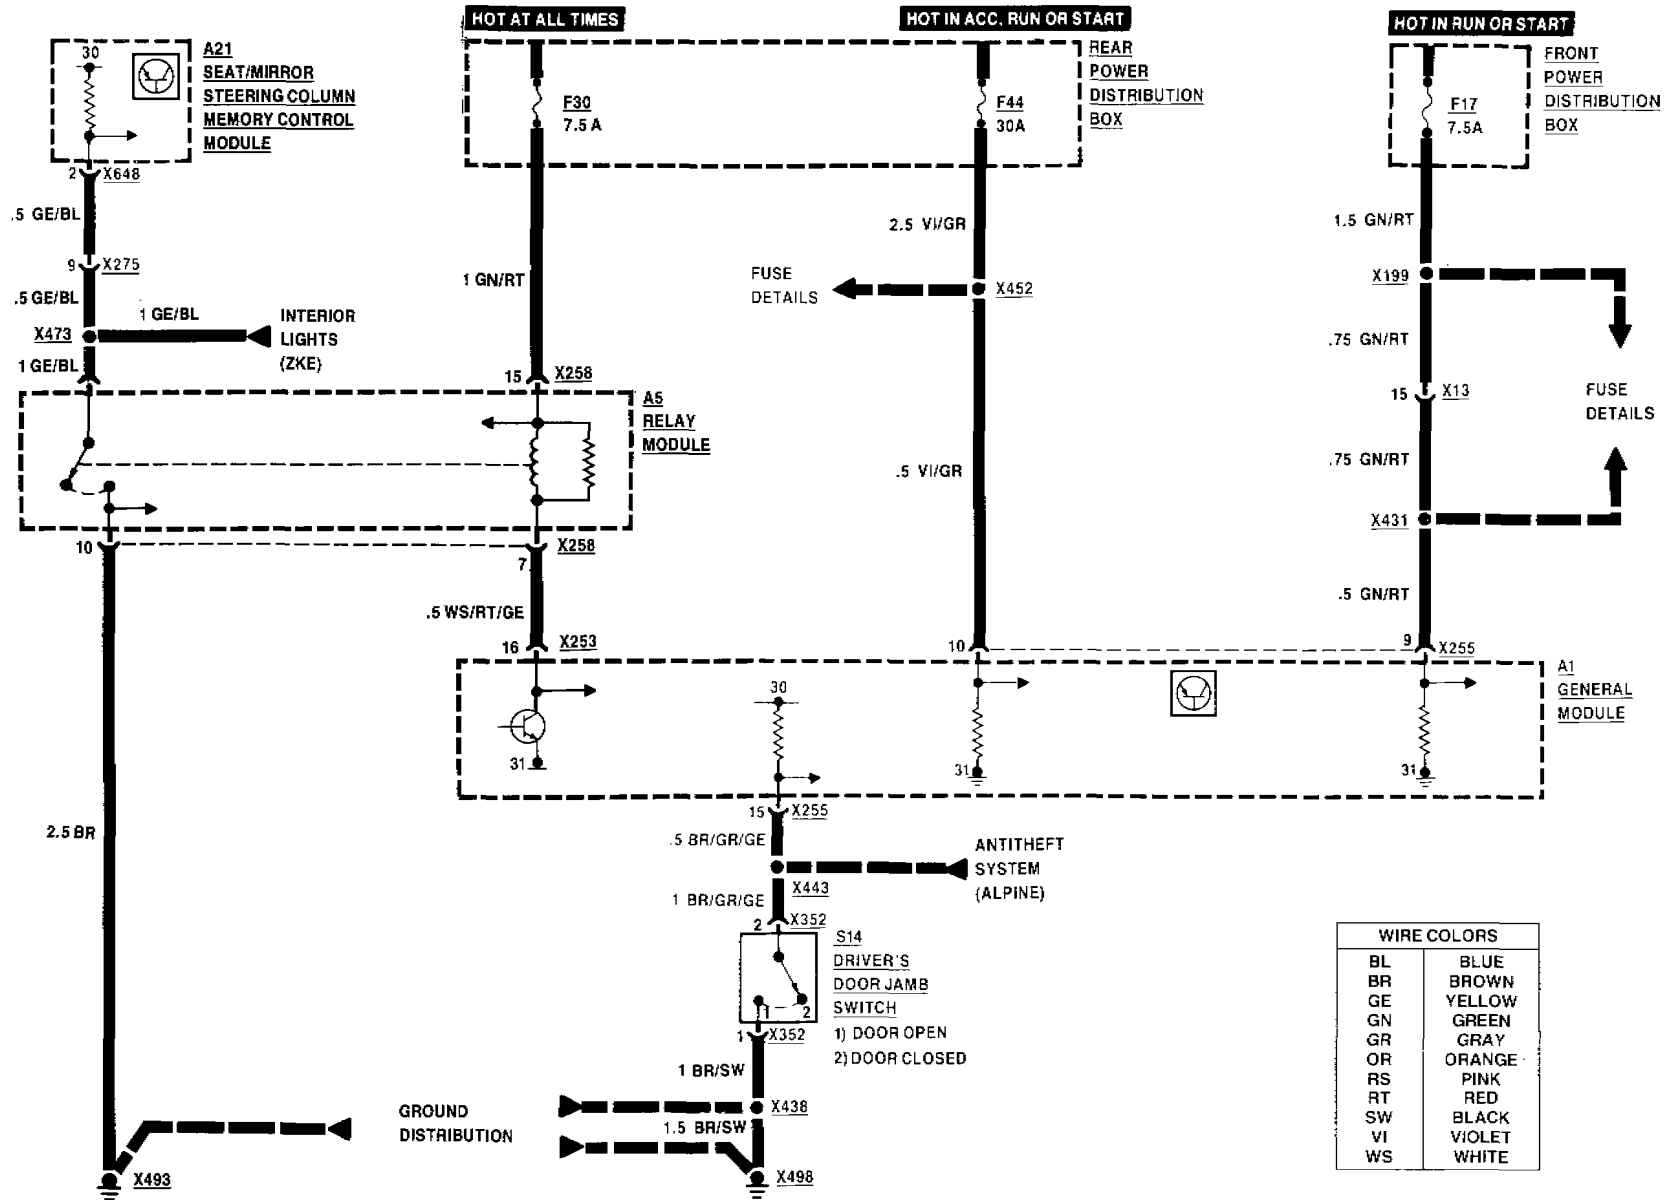 HOT AT ALL TIMES
HOT IN ACC, RUN OR START
HOT IN RUN OR START
30
A21
SEAT/MIRROR
STEERING COLUMN
MEMORY CONTROL
MODULE
F30
7.5 A
F44
30A
REAR
POWER
DISTRIBUTION
BOX
F17
7.5A
FRONT
POWER
DISTRIBUTION
BOX
2
X648
.5 GE/BL
9
X275
.5 GE/BL
X473
1 GE/BL
INTERIOR
LIGHTS
(ZKE)
1 GE/BL
1 GN/RT
15
X258
2.5 VI/GR
FUSE
DETAILS
X452
.5 VI/GR
1.5 GN/RT
X199
.75 GN/RT
15
X13
FUSE
DETAILS
.75 GN/RT
X431
.5 GN/RT
A5
RELAY
MODULE
10
X258
7
.5 WS/RT/GE
16
X253
10
9
X255
A1
GENERAL
MODULE
30
31
31
31
2.5 BR
15
X255
.5 BR/GR/GE
ANTITHEFT
SYSTEM
(ALPINE)
X443
1 BR/GR/GE
2
X352
S14
DRIVER'S
DOOR JAMB
SWITCH
1
2
1) DOOR OPEN
2) DOOR CLOSED
1
X352
1 BR/SW
X438
1.5 BR/SW
GROUND
DISTRIBUTION
X493
X498
WIRE COLORS
BL BLUE
BR BROWN
GE YELLOW
GN GREEN
GR GRAY
OR ORANGE
RS PINK
RT RED
SW BLACK
VI VIOLET
WS WHITE